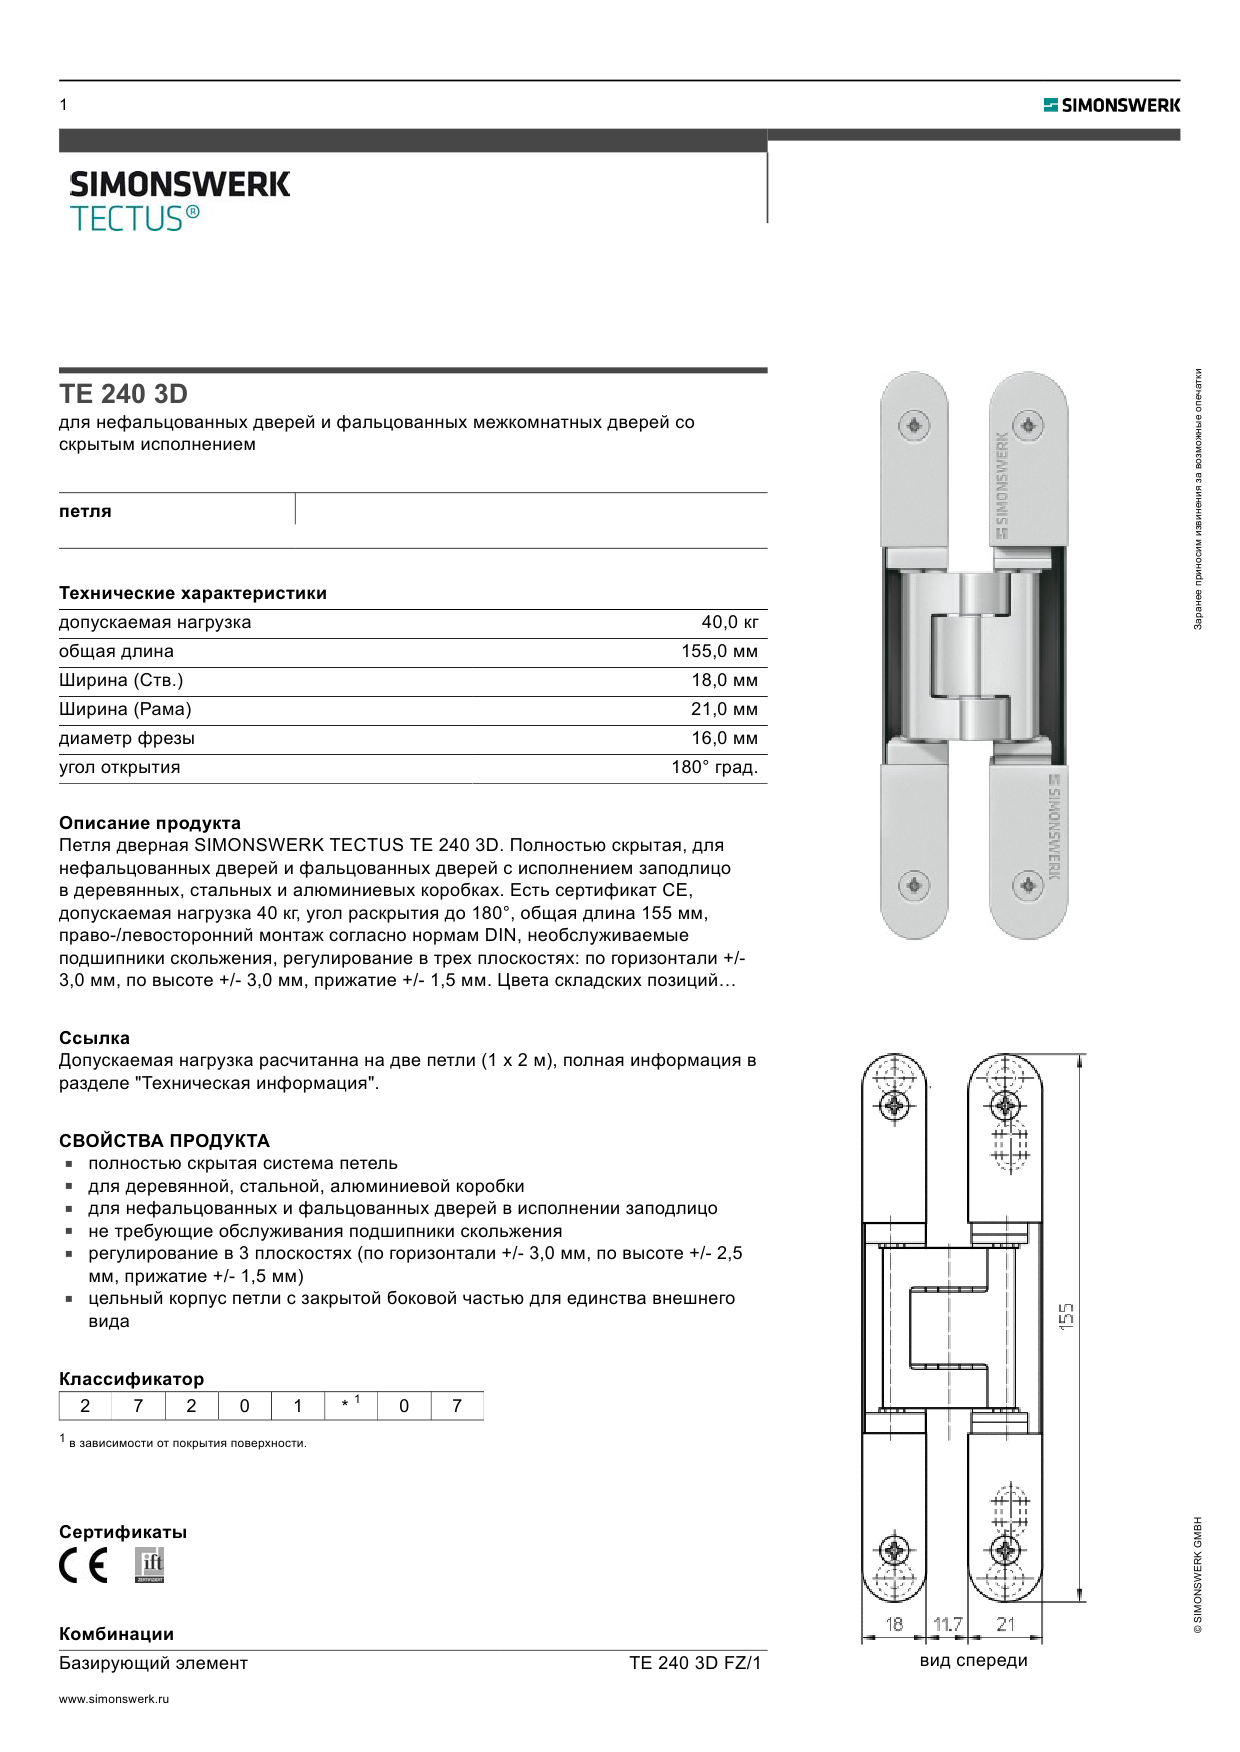 1
SIMONSWERK
SIMONSWERK
TECTUS®
TE 240 3D
для нефальцованных дверей и фальцованных межкомнатных дверей со
скрытым исполнением
петля
Технические характеристики
допускаемая нагрузка 40,0 кг
общая длина 155,0 мм
Ширина (Ств.) 18,0 мм
Ширина (Рама) 21,0 мм
диаметр фрезы 16,0 мм
угол открытия 180° град.
Описание продукта
Петля дверная SIMONSWERK TECTUS TE 240 3D. Полностью скрытая, для
нефальцованных дверей и фальцованных дверей с исполнением заподлицо
в деревянных, стальных и алюминиевых коробках. Есть сертификат CE,
допускаемая нагрузка 40 кг, угол раскрытия до 180°, общая длина 155 мм,
право-/левосторонний монтаж согласно нормам DIN, необслуживаемые
подшипники скольжения, регулирование в трех плоскостях: по горизонтали +/-
3,0 мм, по высоте +/- 3,0 мм, прижатие +/- 1,5 мм. Цвета складских позиций…
Ссылка
Допускаемая нагрузка расчитанна на две петли (1 x 2 м), полная информация в
разделе "Техническая информация".
СВОЙСТВА ПРОДУКТА
▪ полностью скрытая система петель
▪ для деревянной, стальной, алюминиевой коробки
▪ для нефальцованных и фальцованных дверей в исполнении заподлицо
▪ не требующие обслуживания подшипники скольжения
▪ регулирование в 3 плоскостях (по горизонтали +/- 3,0 мм, по высоте +/- 2,5
мм, прижатие +/- 1,5 мм)
▪ цельный корпус петли с закрытой боковой частью для единства внешнего
вида
Классификатор
2 7 2 0 1 * 1 0 7
1 в зависимости от покрытия поверхности.
Сертификаты
CE ift
ZERTIFIZIERT
Комбинации
Базирующий элемент TE 240 3D FZ/1
www.simonswerk.ru
SIMONSWERK
SIMONSWERK
155
18 11.7 21
вид спереди
Заранее приносим извинения за возможные опечатки
© SIMONSWERK GMBH